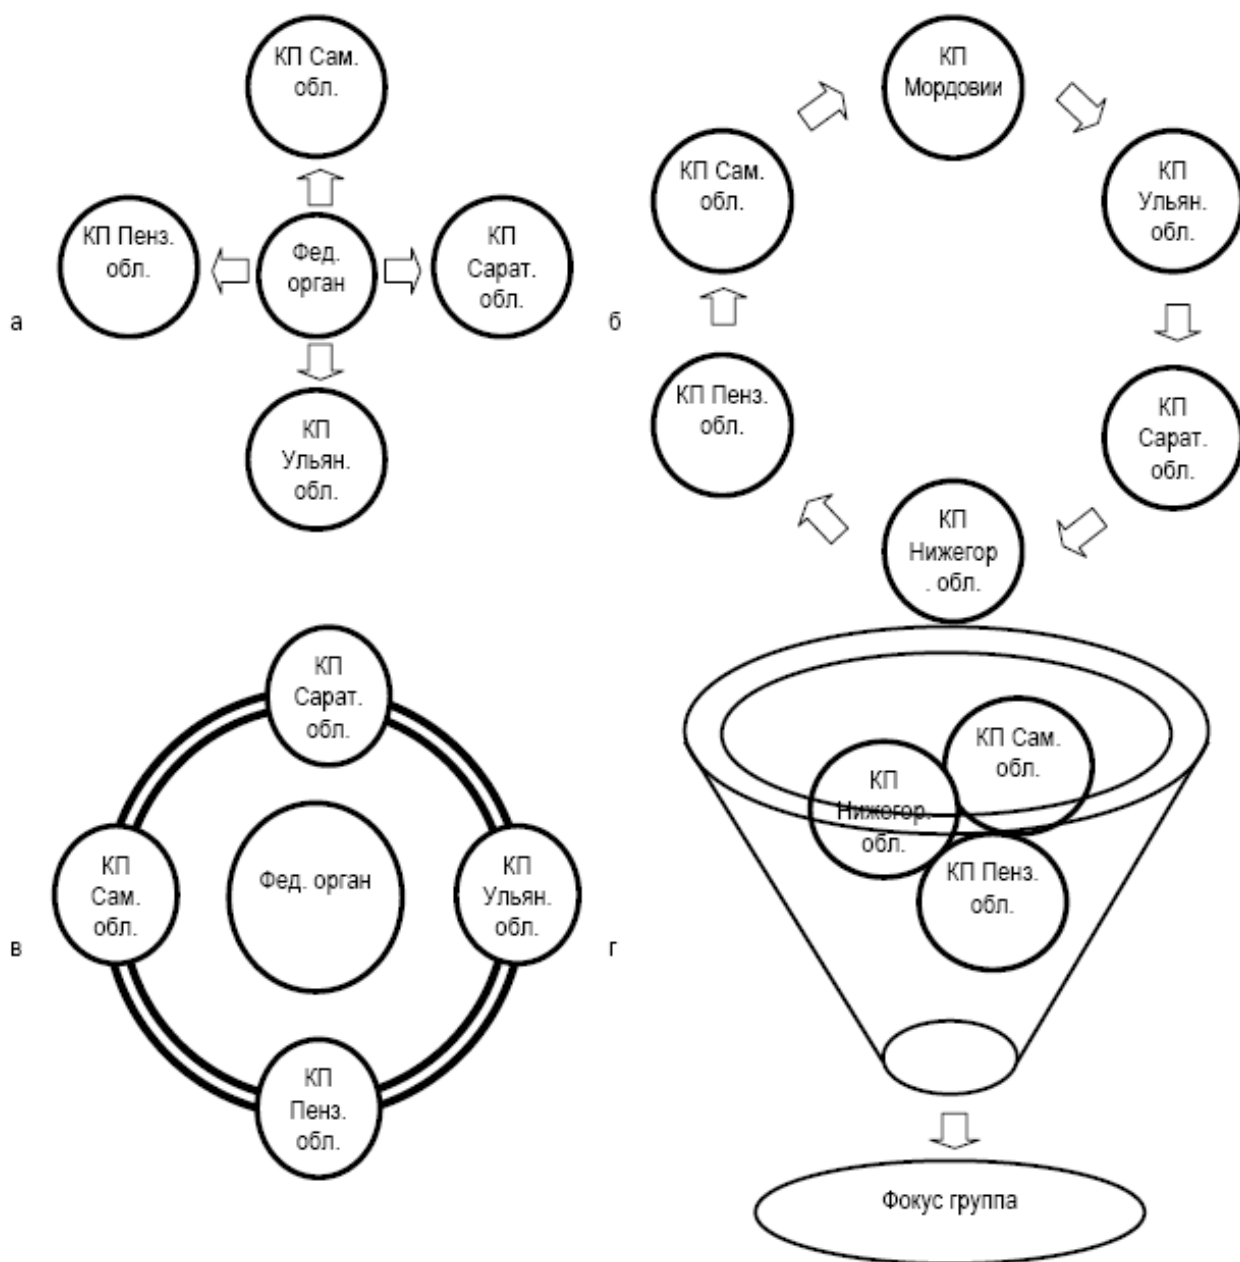 КП Сам.
обл.
КП Пенз.
обл.
Фед.
орган
КП
Сарат.
обл.
КП
Ульян.
обл.
а
КП
Мордовии
КП Сам.
обл.
КП
Ульян.
обл.
КП Пенз.
обл.
КП
Сарат.
обл.
КП
Нижегор
. обл.
б
КП
Сарат.
обл.
КП
Сам.
обл.
Фед. орган
КП
Ульян.
обл.
КП
Пенз.
обл.
в
КП Сам.
обл.
КП
Нижегор.
обл.
КП Пенз.
обл.
г
Фокус группа